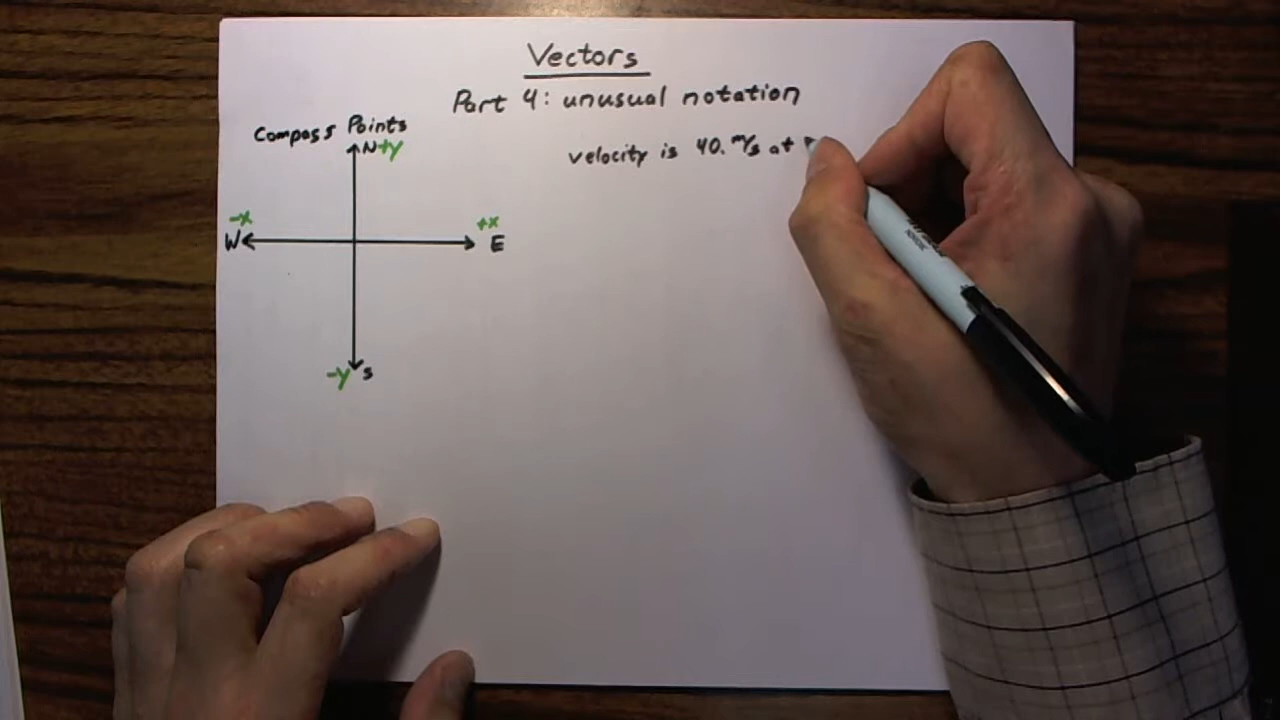 Vectors
Part 4: unusual notation
Compass Points
N +y
velocity is 40. m/s at
-x
+x
W
E
-y S